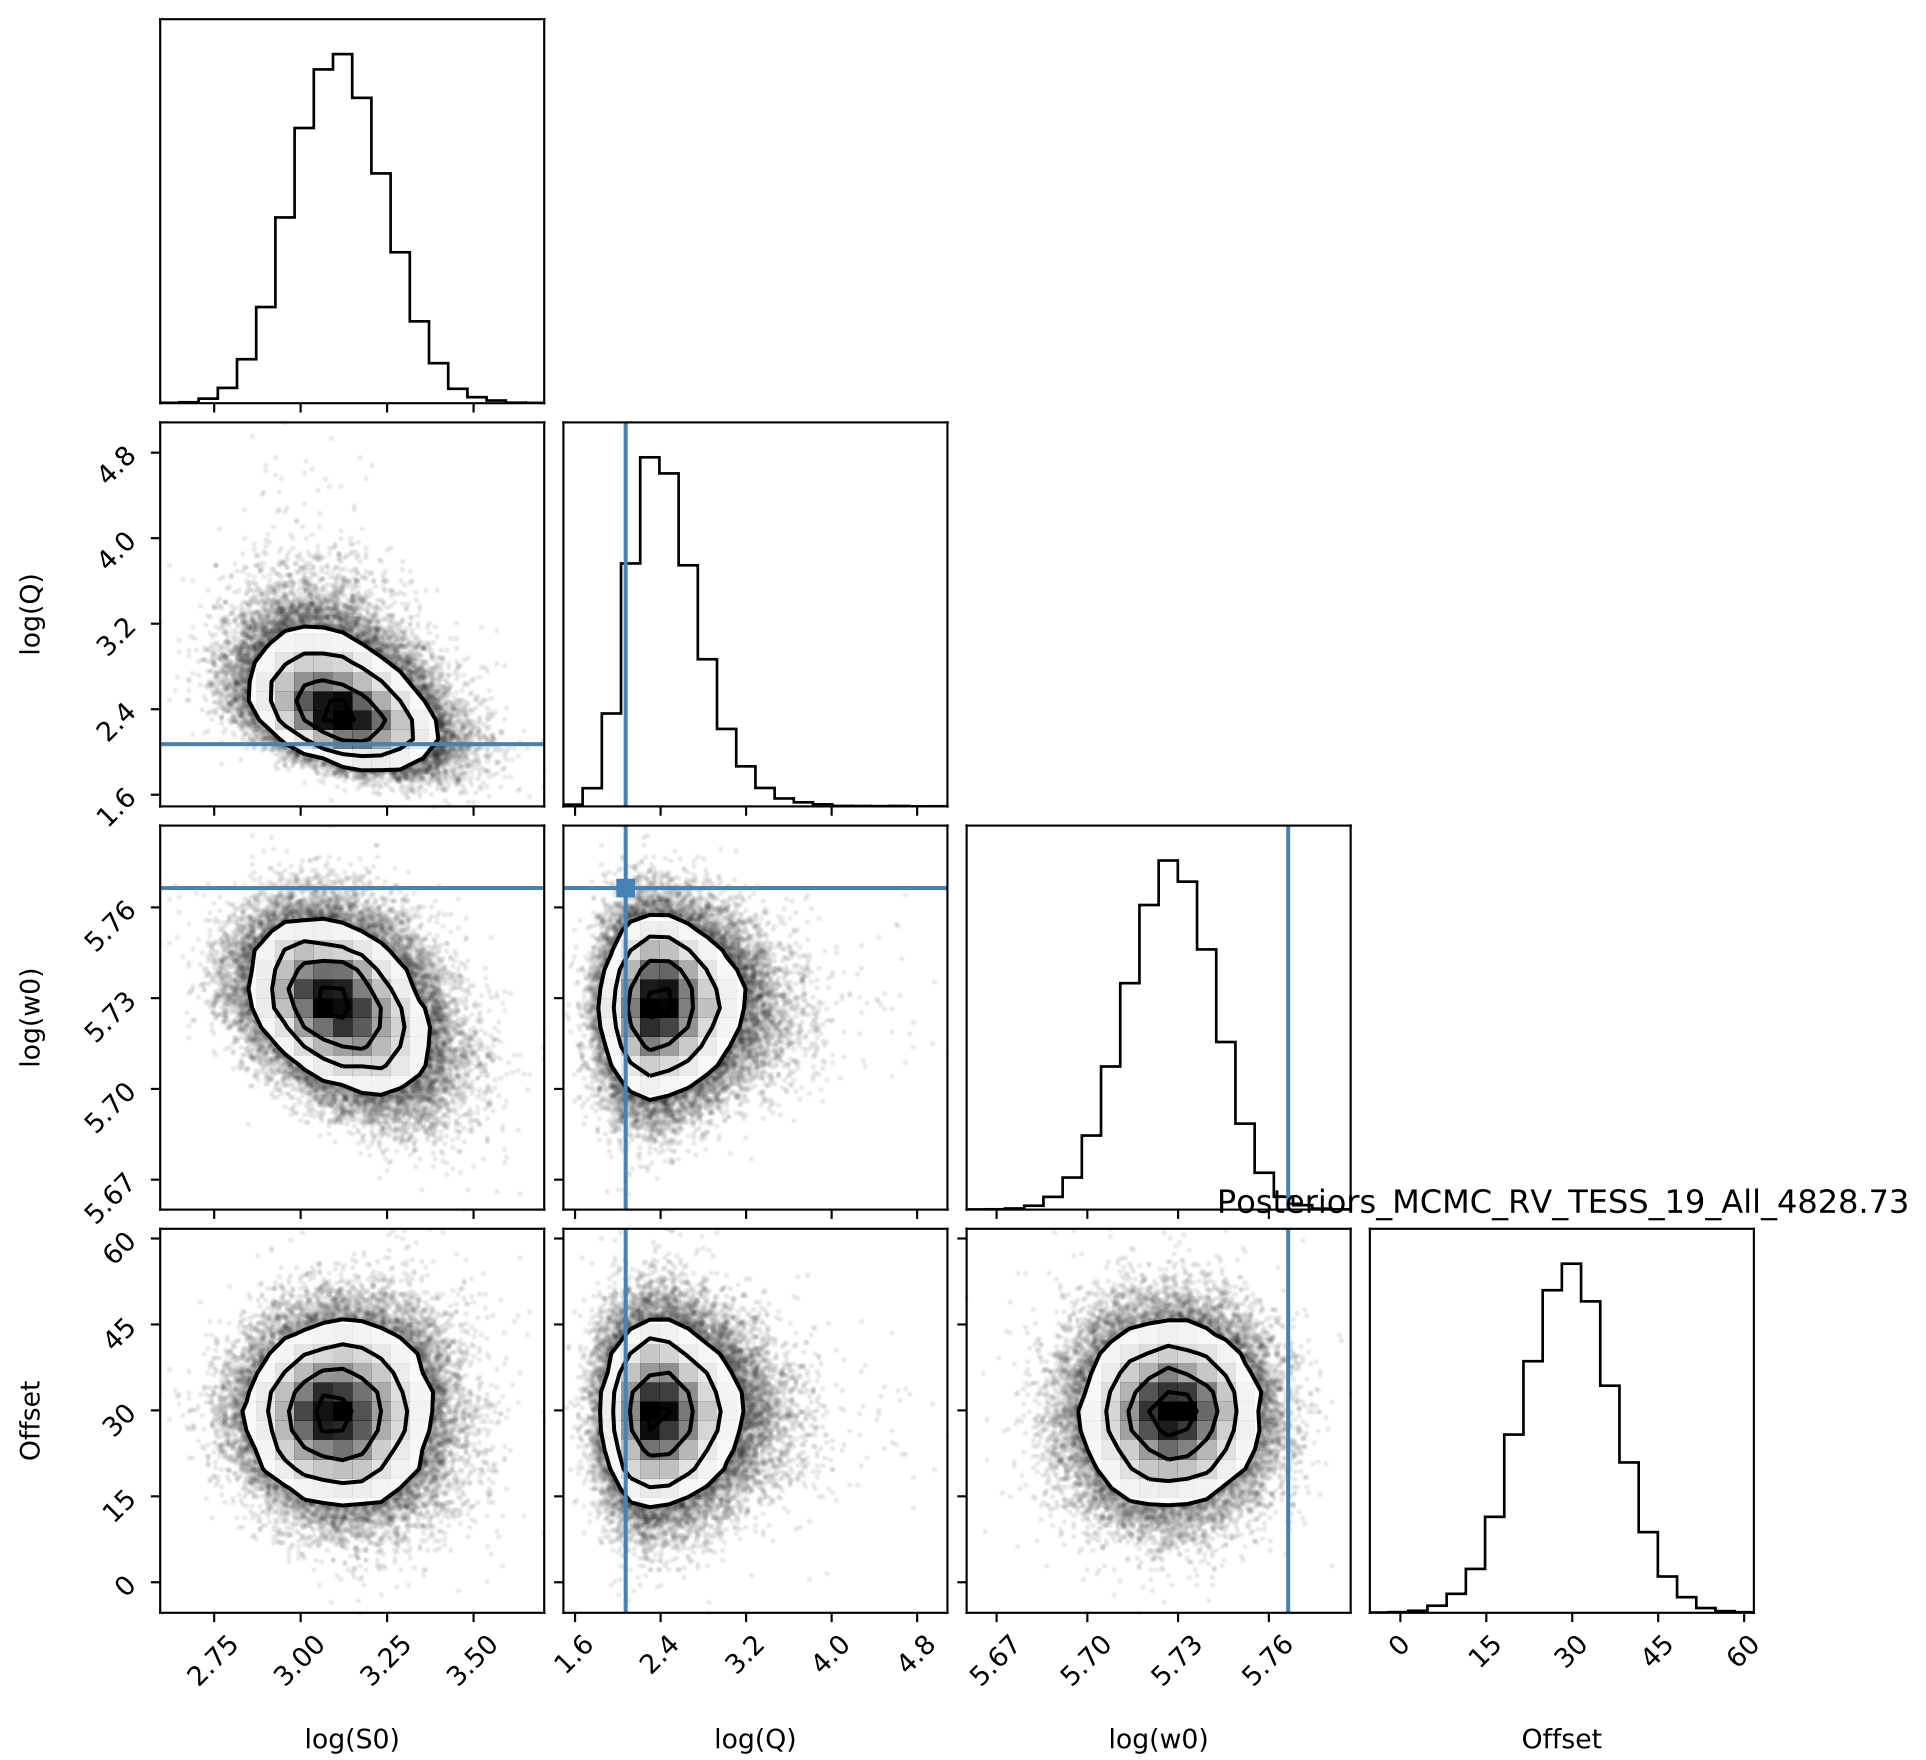 log(Q)
4.8
4.0
3.2
2.4
1.6
log(w0)
5.76
5.73
5.70
5.67
Posteriors_MCMC_RV_TESS_19_All_4828.73
Offset
60
45
30
15
0
2.75 3.00 3.25 3.50 1.6 2.4 3.2 4.0 4.8 5.67 5.70 5.73 5.76 0 15 30 45 60
log(S0) log(Q) log(w0) Offset